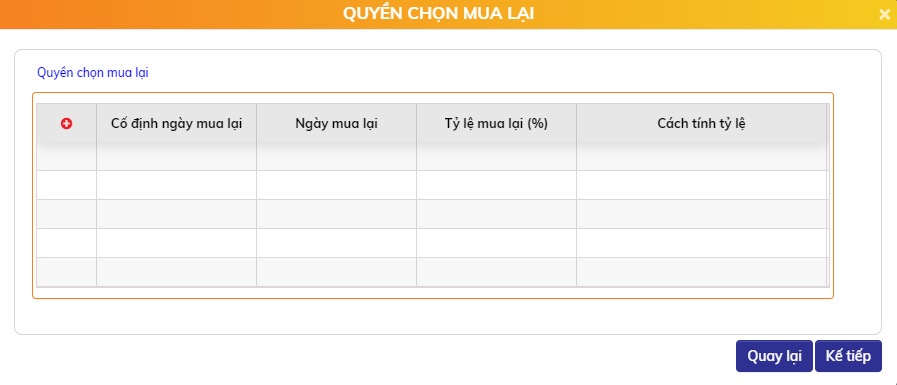 QUYỀN CHỌN MUA LẠI
Quyền chọn mua lại
Cố định ngày mua lại Ngày mua lại Tỷ lệ mua lại (%) Cách tính tỷ lệ
Quay lại Kế tiếp